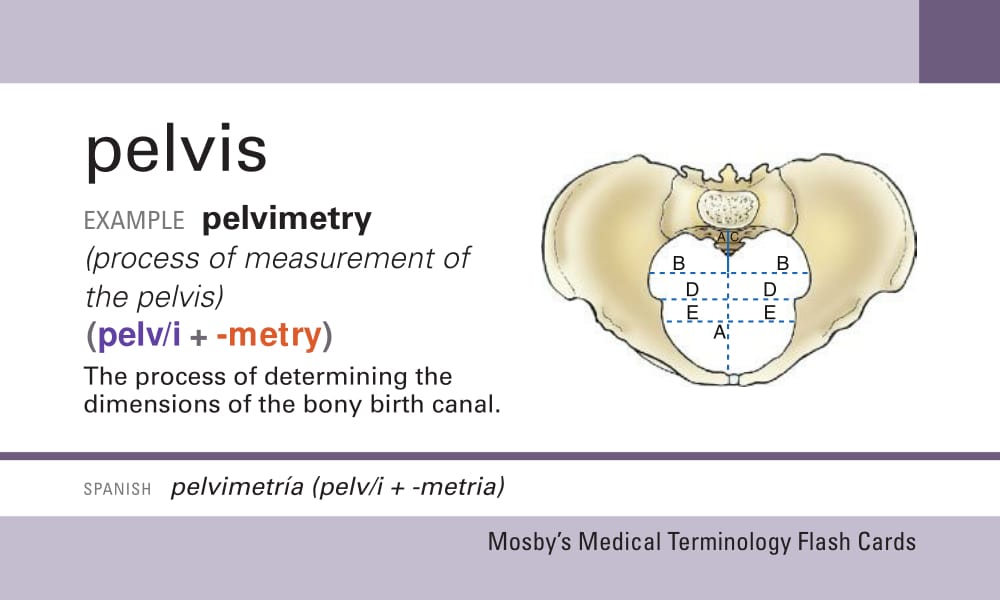 pelvis
EXAMPLE pelvimetry
(process of measurement of
the pelvis)
(pelv/i + -metry)
The process of determining the
dimensions of the bony birth canal.
A C
B B
D D
E E
A
SPANISH pelvimetría (pelv/i + -metria)
Mosby's Medical Terminology Flash Cards